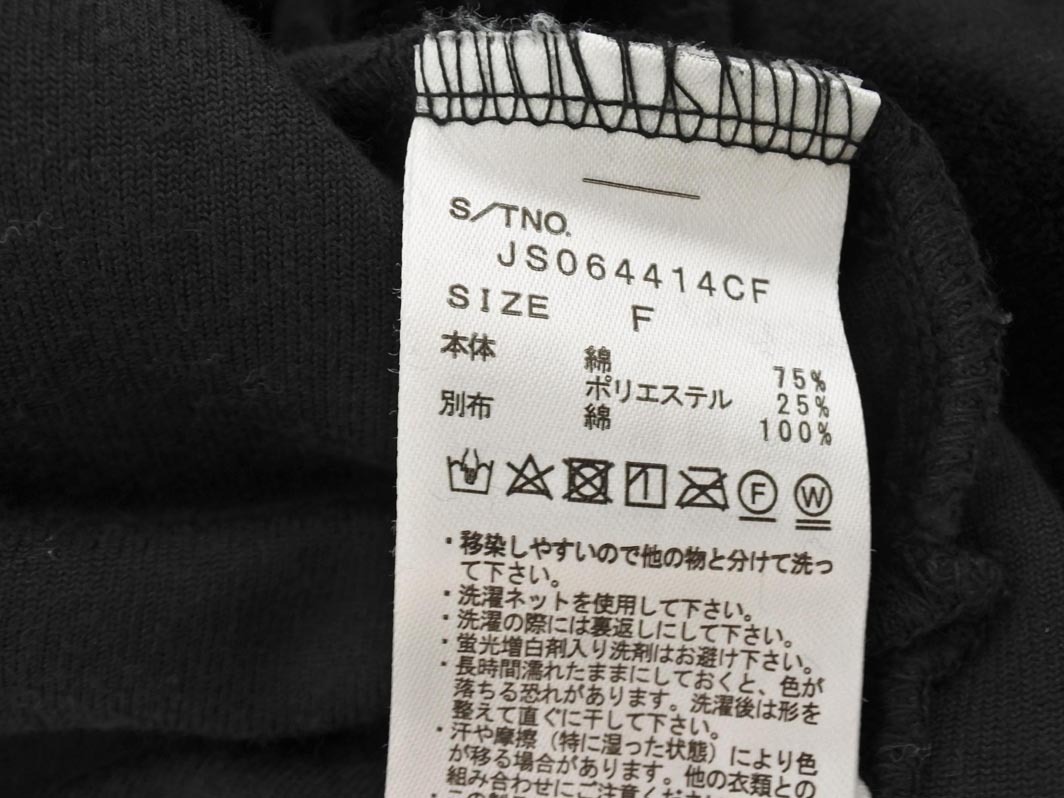 S/TNO.
JS064414CF
SIZE F
本体 綿 75%
ポリエステル 25%
別布 綿 100%
F W
・移染しやすいので他の物と分けて洗っ
て下さい。
・洗濯ネットを使用して下さい。
・洗濯の際には裏返しにして下さい。
・蛍光増白剤入り洗剤はお避け下さい。
・長時間濡れたままにしておくと、色が
落ちる恐れがあります。洗濯後は形を
整えて直ぐに干して下さい。
・汗や摩擦（特に湿った状態）により色
が移る場合があります。他の衣類との
組み合わせにご注意ください